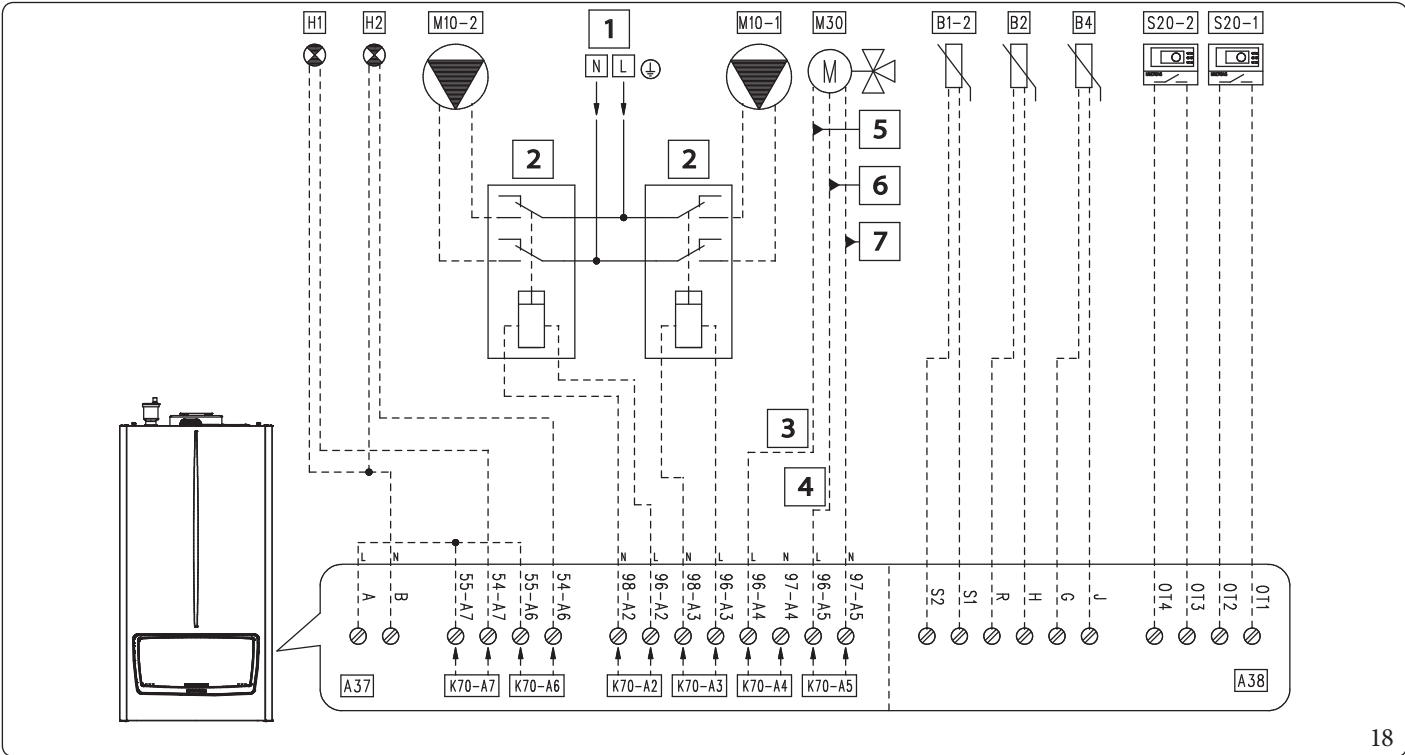 H1 H2 M10-2 1 M10-1 M30 B1-2 B2 B4 S20-2 S20-1
N L
M
5
2 2
6
7
3
4
L N N L N L L L N
A B 55-A7 54-A7 55-A6 54-A6 98-A2 96-A2 98-A3 96-A3 96-A4 97-A4 96-A5 97-A5 S2 S1 R H G J OT4 OT3 OT2 OT1
A37 K70-A7 K70-A6 K70-A2 K70-A3 K70-A4 K70-A5 A38
18